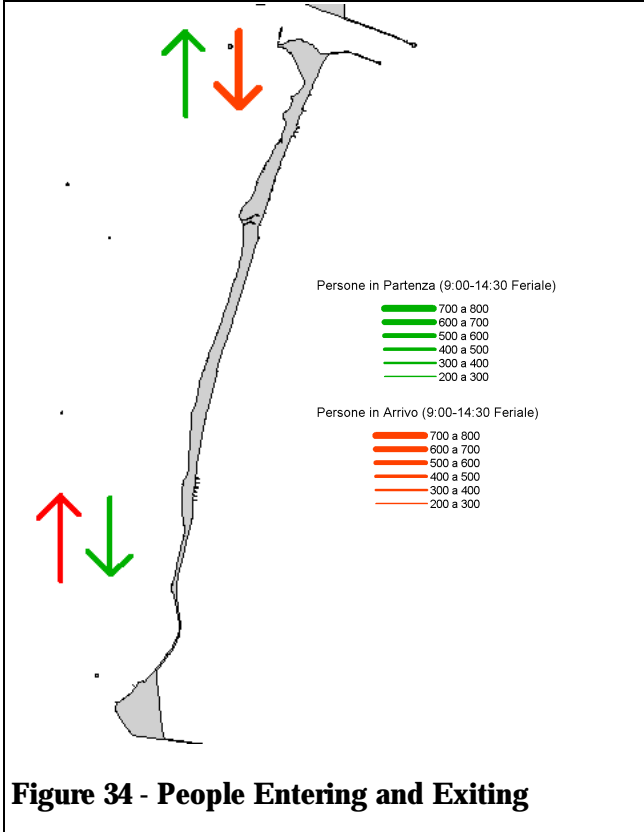 Persone in Partenza (9:00-14:30 Feriale)
700 a 800
600 a 700
500 a 600
400 a 500
300 a 400
200 a 300
Persone in Arrivo (9:00-14:30 Feriale)
700 a 800
600 a 700
500 a 600
400 a 500
300 a 400
200 a 300
Figure 34 - People Entering and Exiting